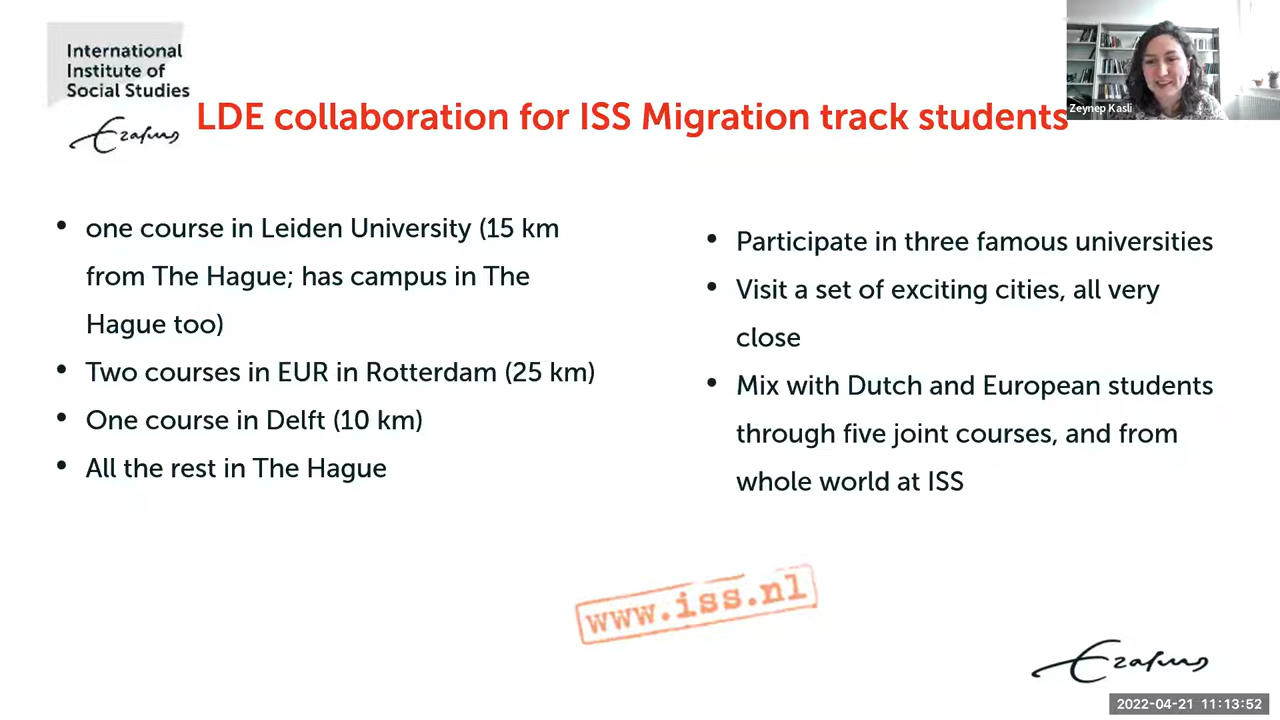 International
Institute of
Social Studies
Erasmus
LDE collaboration for ISS Migration track students
Zeynep Kasli
• one course in Leiden University (15 km
from The Hague; has campus in The
Hague too)
• Two courses in EUR in Rotterdam (25 km)
• One course in Delft (10 km)
• All the rest in The Hague
• Participate in three famous universities
• Visit a set of exciting cities, all very
close
• Mix with Dutch and European students
through five joint courses, and from
whole world at ISS
www.iss.nl
Erasmus
2022-04-21 11:13:52